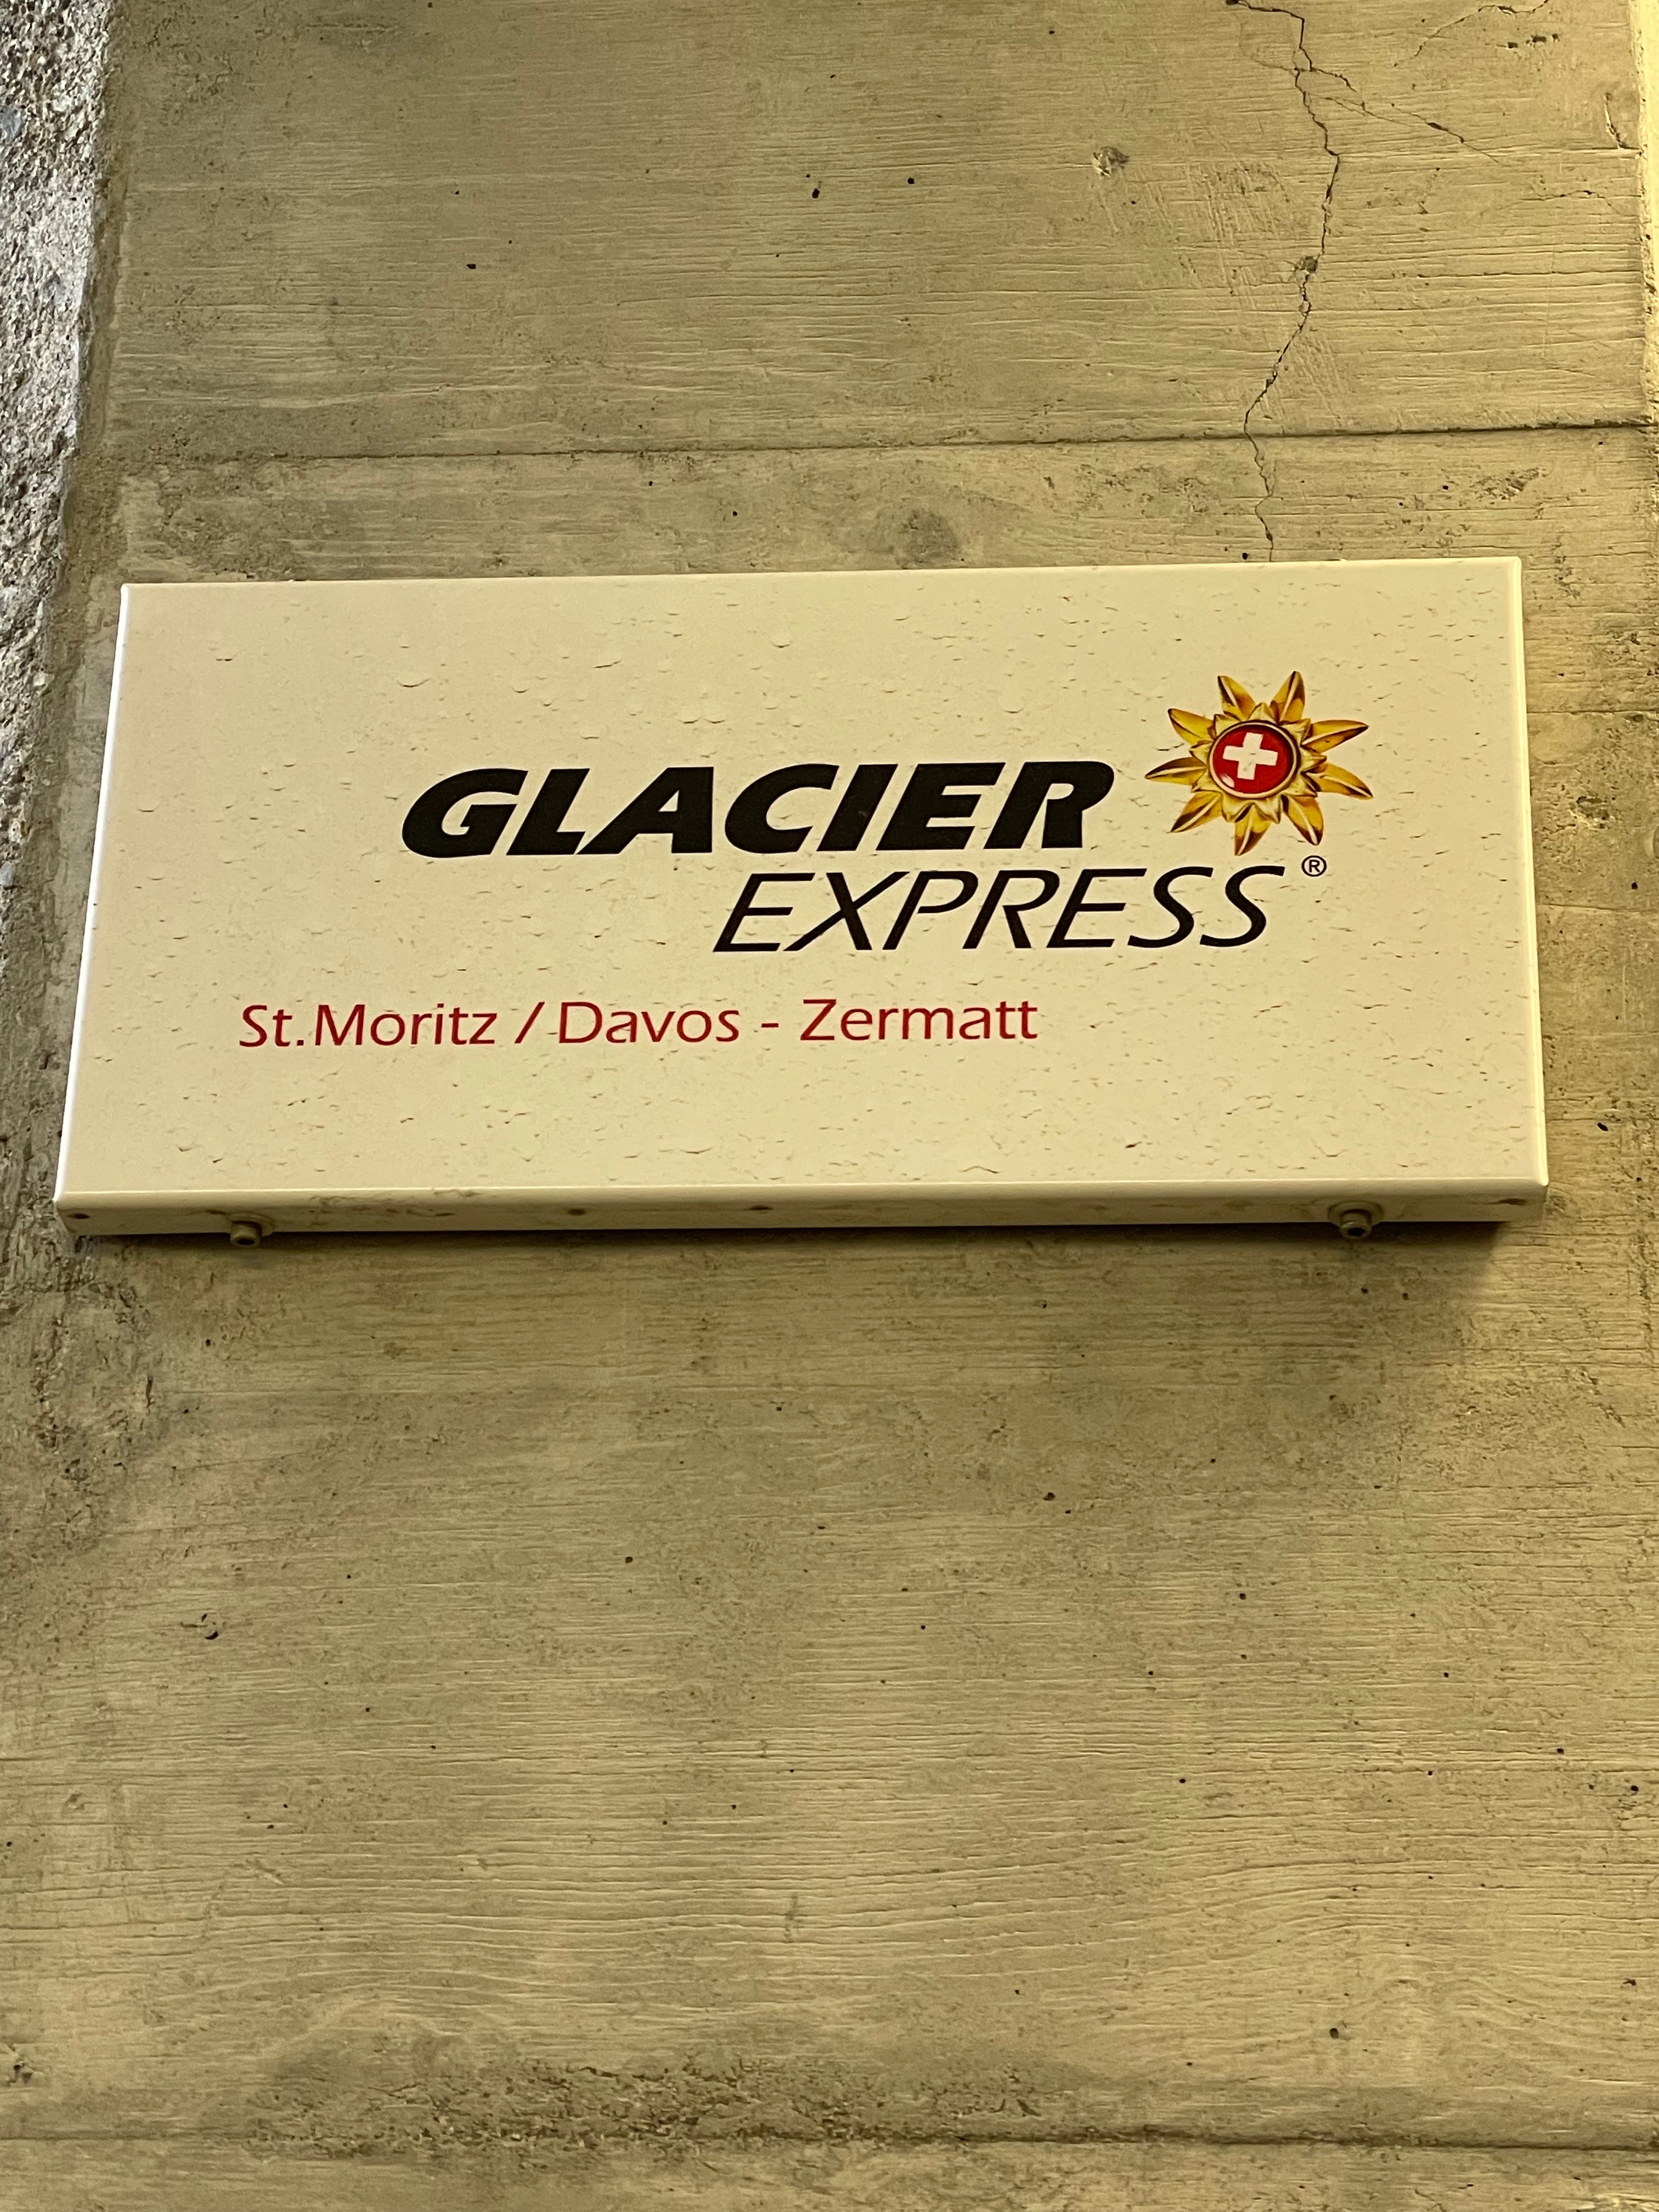 GLACIER
EXPRESS®
St.Moritz / Davos - Zermatt